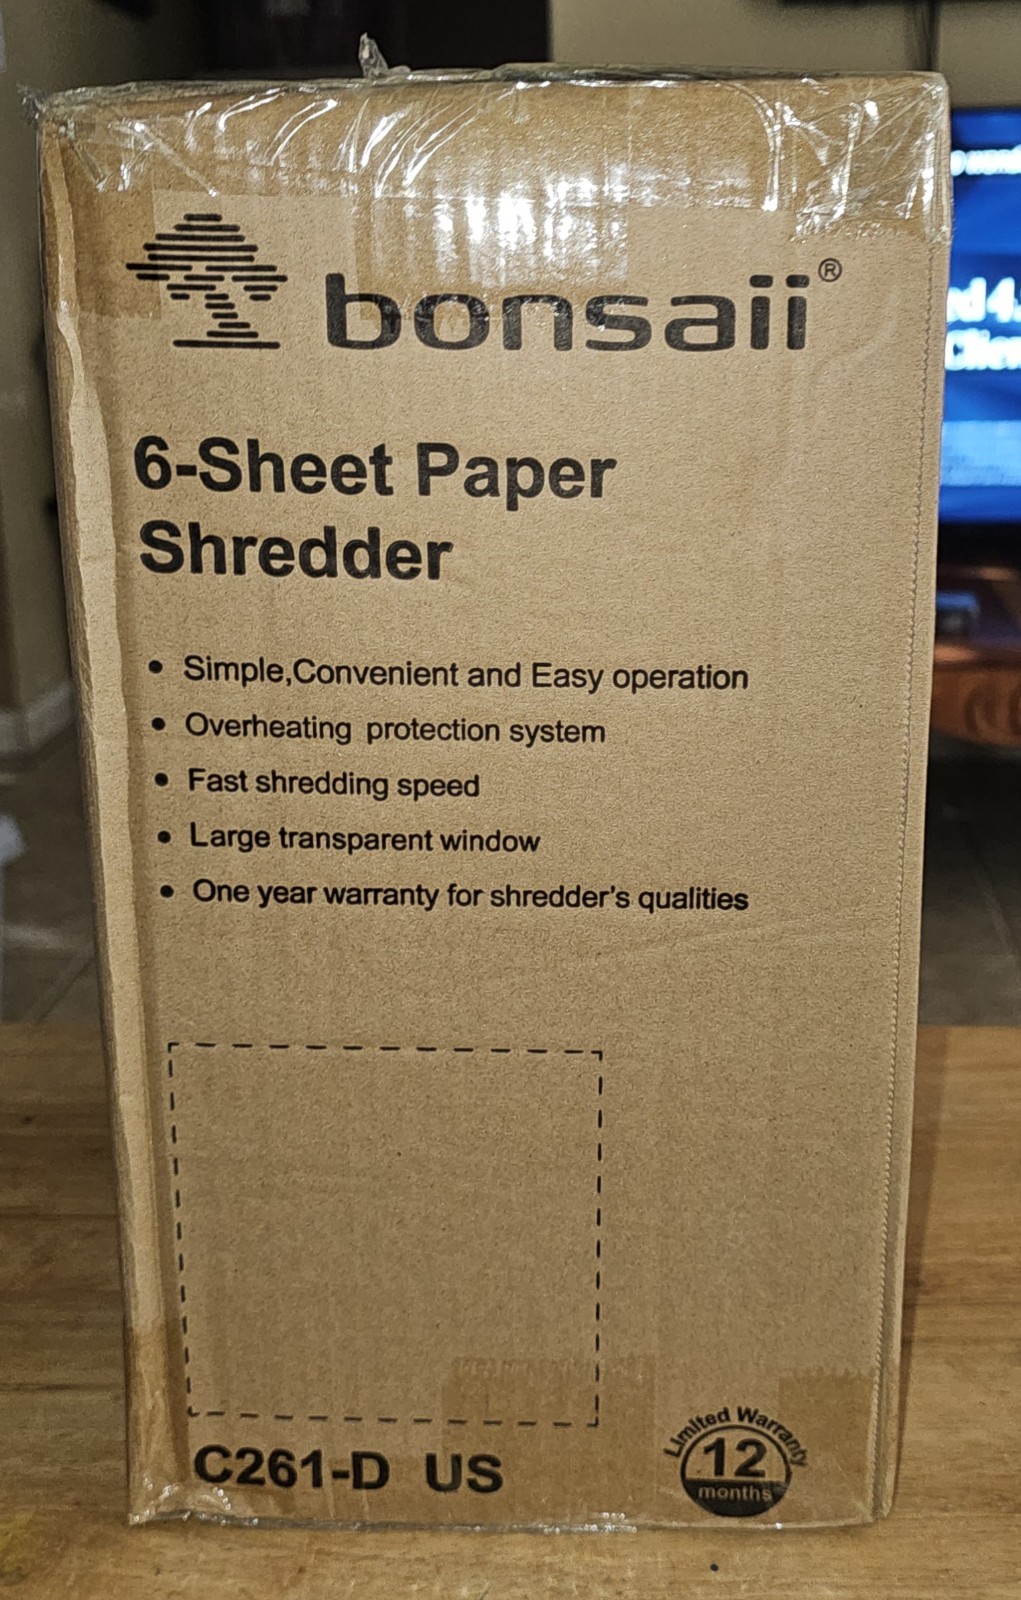 bonsaii®
6-Sheet Paper
Shredder
• Simple,Convenient and Easy operation
• Overheating protection system
• Fast shredding speed
• Large transparent window
• One year warranty for shredder's qualities
C261-D US
Limited Warranty
12
months